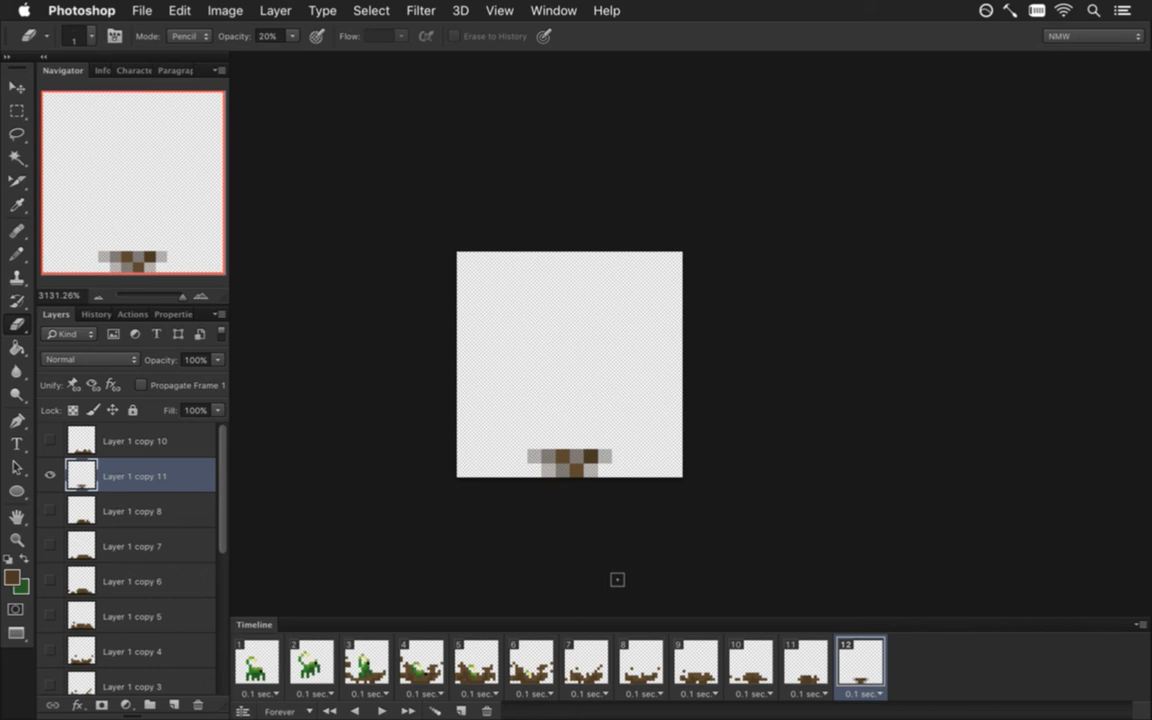 Photoshop File Edit Image Layer Type Select Filter 3D View Window Help
1 Mode: Pencil Opacity: 20% Flow: Erase to History NMW
Navigator Info Characte Paragrap
3131.26%
Layers History Actions Propertie
Kind
Normal Opacity: 100%
Unify: Propagate Frame 1
Lock: Fill: 100%
Layer 1 copy 10
Layer 1 copy 11
Layer 1 copy 8
Layer 1 copy 7
Layer 1 copy 6
Layer 1 copy 5
Layer 1 copy 4
Layer 1 copy 3
Timeline
1 2 3 4 5 6 7 8 9 10 11 12
0.1 sec. 0.1 sec. 0.1 sec. 0.1 sec. 0.1 sec. 0.1 sec. 0.1 sec. 0.1 sec. 0.1 sec. 0.1 sec. 0.1 sec. 0.1 sec.
Forever